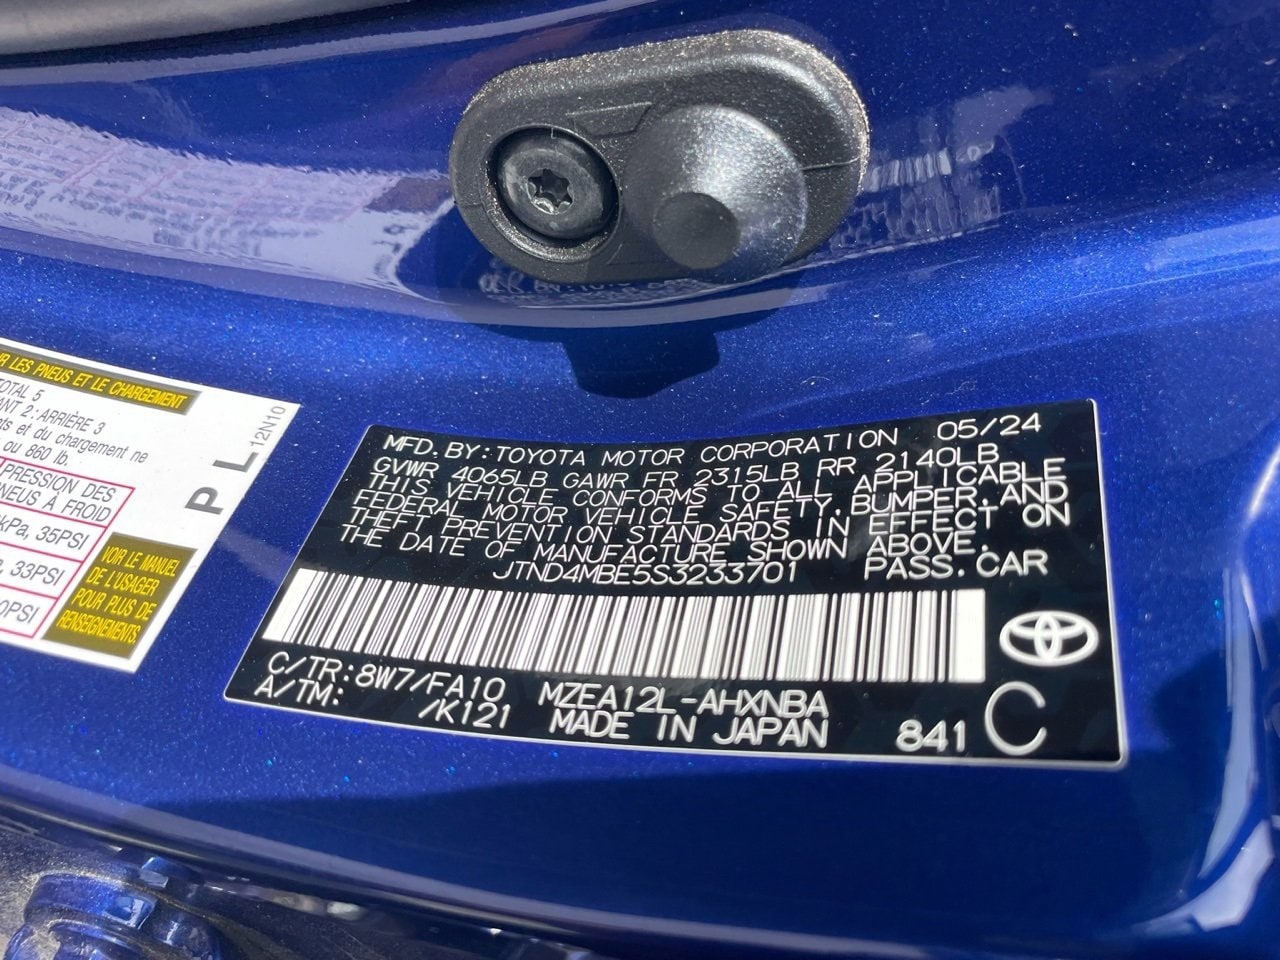 R LES PNEUS ET LE CHARGEMENT
TOTAL 5
ANT 2 : ARRIÈRE 3
nts et du chargement ne
ou 860 lb.
PRESSION DES
PNEUS À FROID
kPa, 35PSI
, 33PSI
0PSI
VOIR LE MANUEL
DE L'USAGER
POUR PLUS DE
RENSEIGNEMENTS.
P L 12N10
MFD.BY:TOYOTA MOTOR CORPORATION 05/24
GVWR 4065LB GAWR FR 2315LB RR 2140LB
THIS VEHICLE CONFORMS TO ALL APPLICABLE
FEDERAL MOTOR VEHICLE SAFETY,BUMPER,AND
THEFT PREVENTION STANDARDS IN EFFECT ON
THE DATE OF MANUFACTURE SHOWN ABOVE.
JTND4MBE5S3233701 PASS.CAR
C/TR:8W7/FA10 MZEA12L-AHXNBA
A/TM: /K121 MADE IN JAPAN 841 C